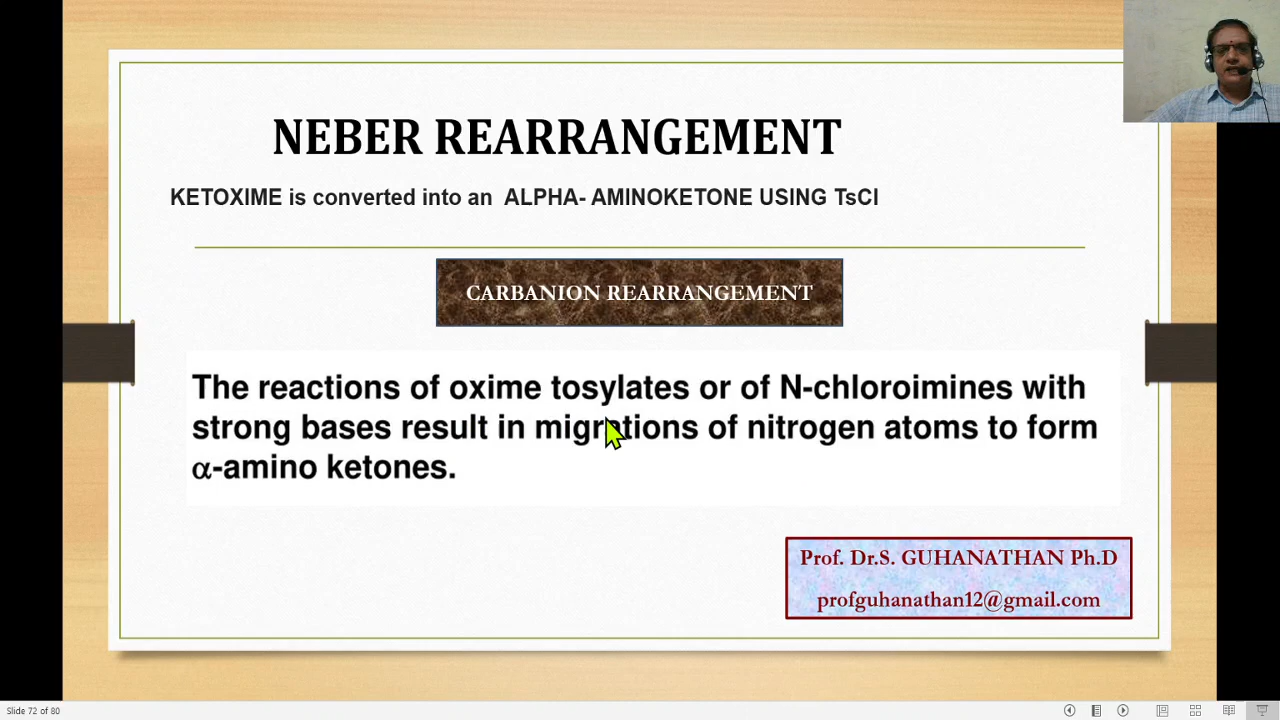 NEBER REARRANGEMENT
KETOXIME is converted into an ALPHA- AMINOKETONE USING TsCl
CARBANION REARRANGEMENT
The reactions of oxime tosylates or of N-chloroimines with
strong bases result in migrations of nitrogen atoms to form
α-amino ketones.
Prof. Dr.S. GUHANATHAN Ph.D
profguhanathan12@gmail.com
Slide 72 of 80